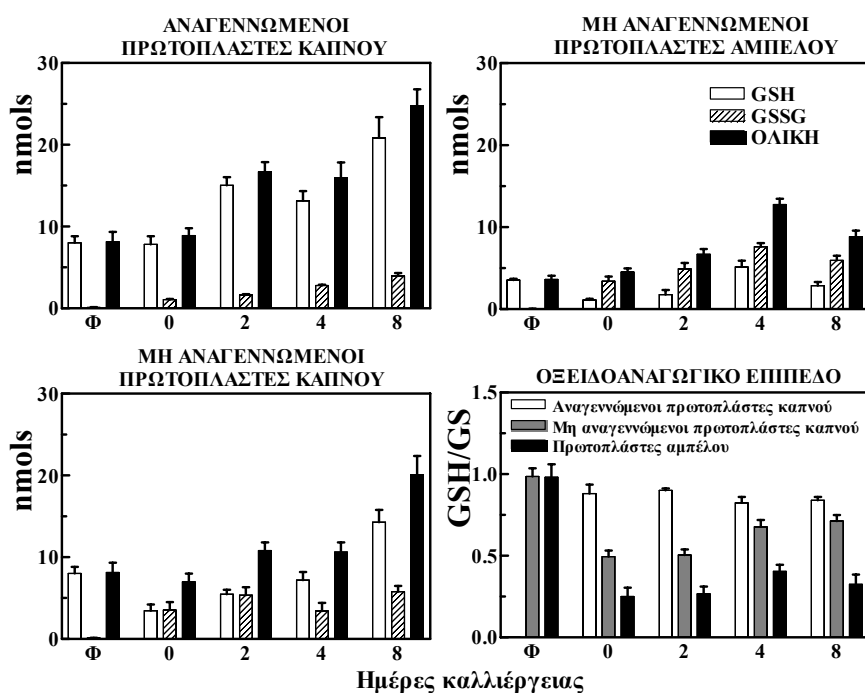 ΑΝΑΓΕΝΝΩΜΕΝΟΙ
ΠΡΩΤΟΠΛΑΣΤΕΣ ΚΑΠΝΟΥ
30
20
10
0
nmols
Φ 0 2 4 8
ΜΗ ΑΝΑΓΕΝΝΩΜΕΝΟΙ
ΠΡΩΤΟΠΛΑΣΤΕΣ ΑΜΠΕΛΟΥ
30
20
10
0
nmols
GSH
GSSG
ΟΛΙΚΗ
Φ 0 2 4 8
ΜΗ ΑΝΑΓΕΝΝΩΜΕΝΟΙ
ΠΡΩΤΟΠΛΑΣΤΕΣ ΚΑΠΝΟΥ
30
20
10
0
nmols
Φ 0 2 4 8
ΟΞΕΙΔΟΑΝΑΓΩΓΙΚΟ ΕΠΙΠΕΔΟ
1.5
1.0
0.5
0.0
GSH/GS
Αναγεννώμενοι πρωτοπλάστες καπνού
Μη αναγεννώμενοι πρωτοπλάστες καπνού
Πρωτοπλάστες αμπέλου
Φ 0 2 4 8
Ημέρες καλλιέργειας